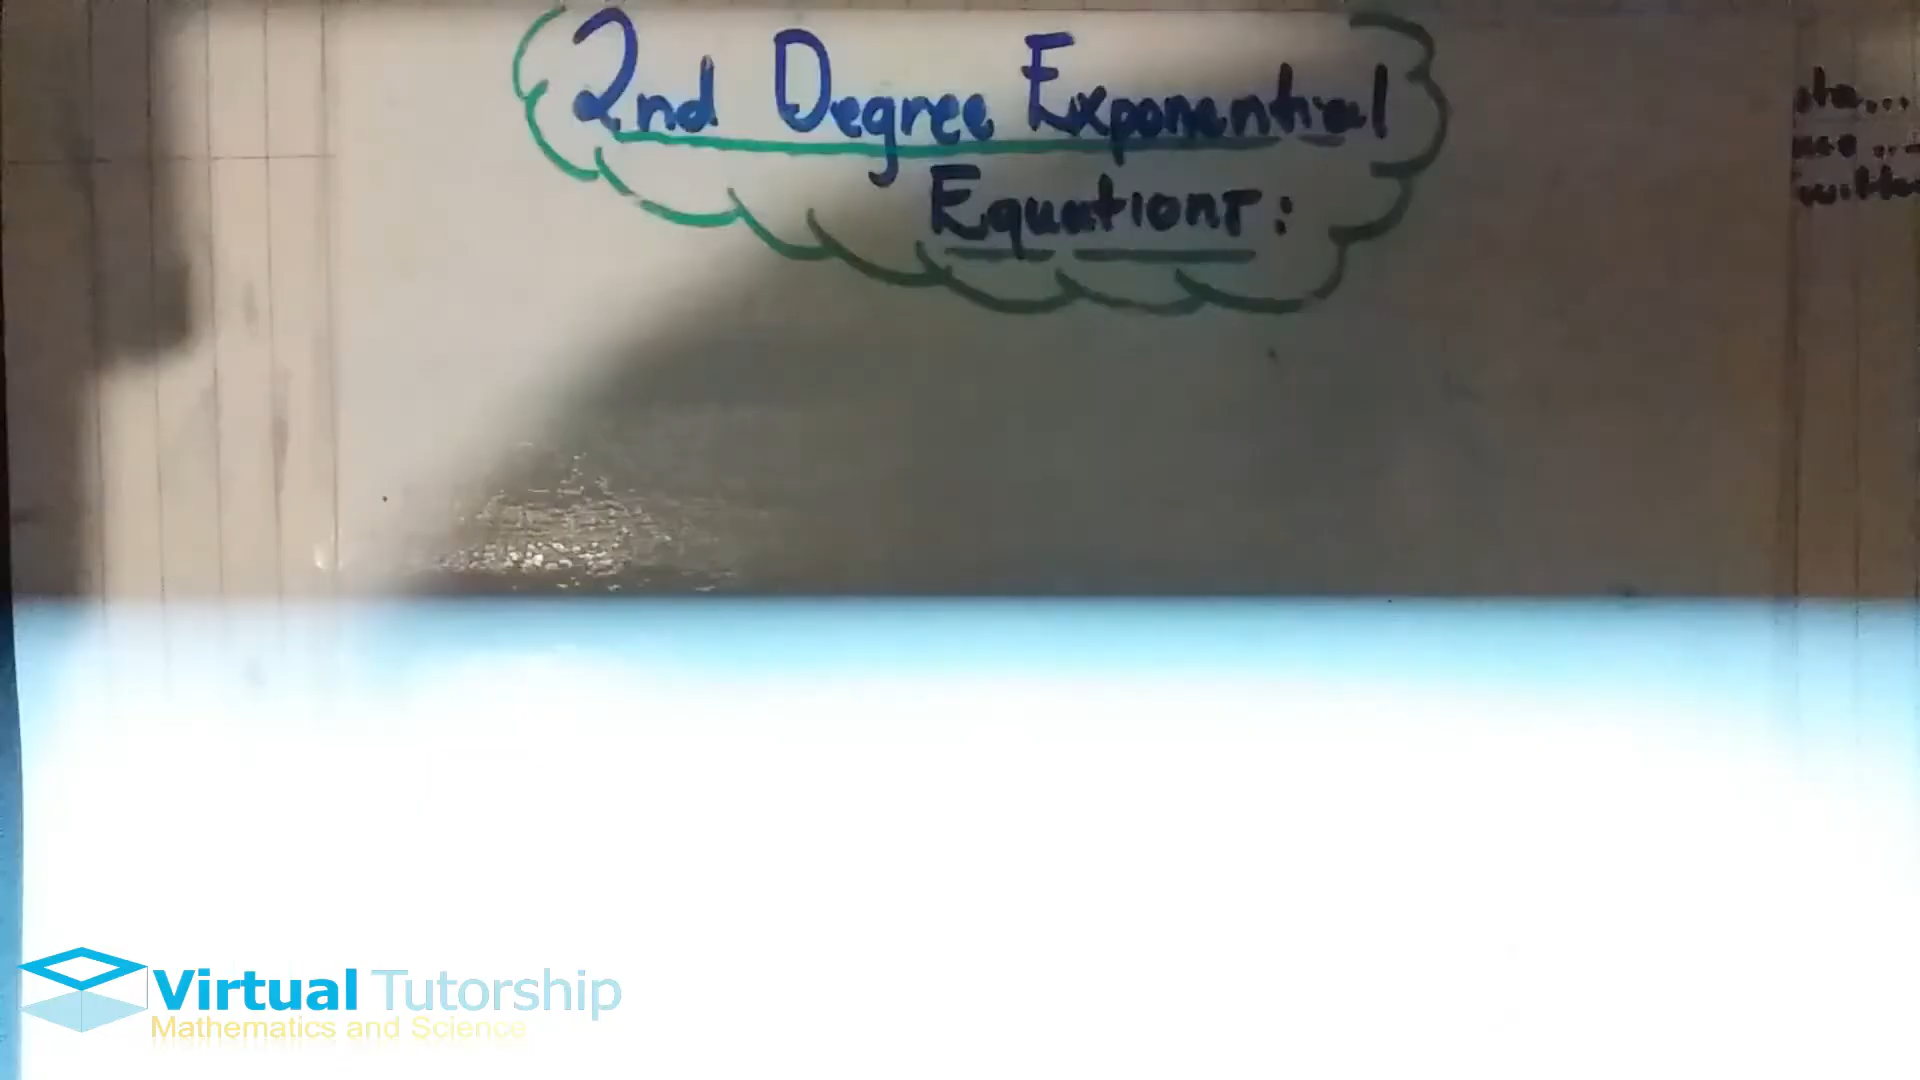 2nd Degree Exponential
Equations:
Virtual Tutorship
Mathematics and Science